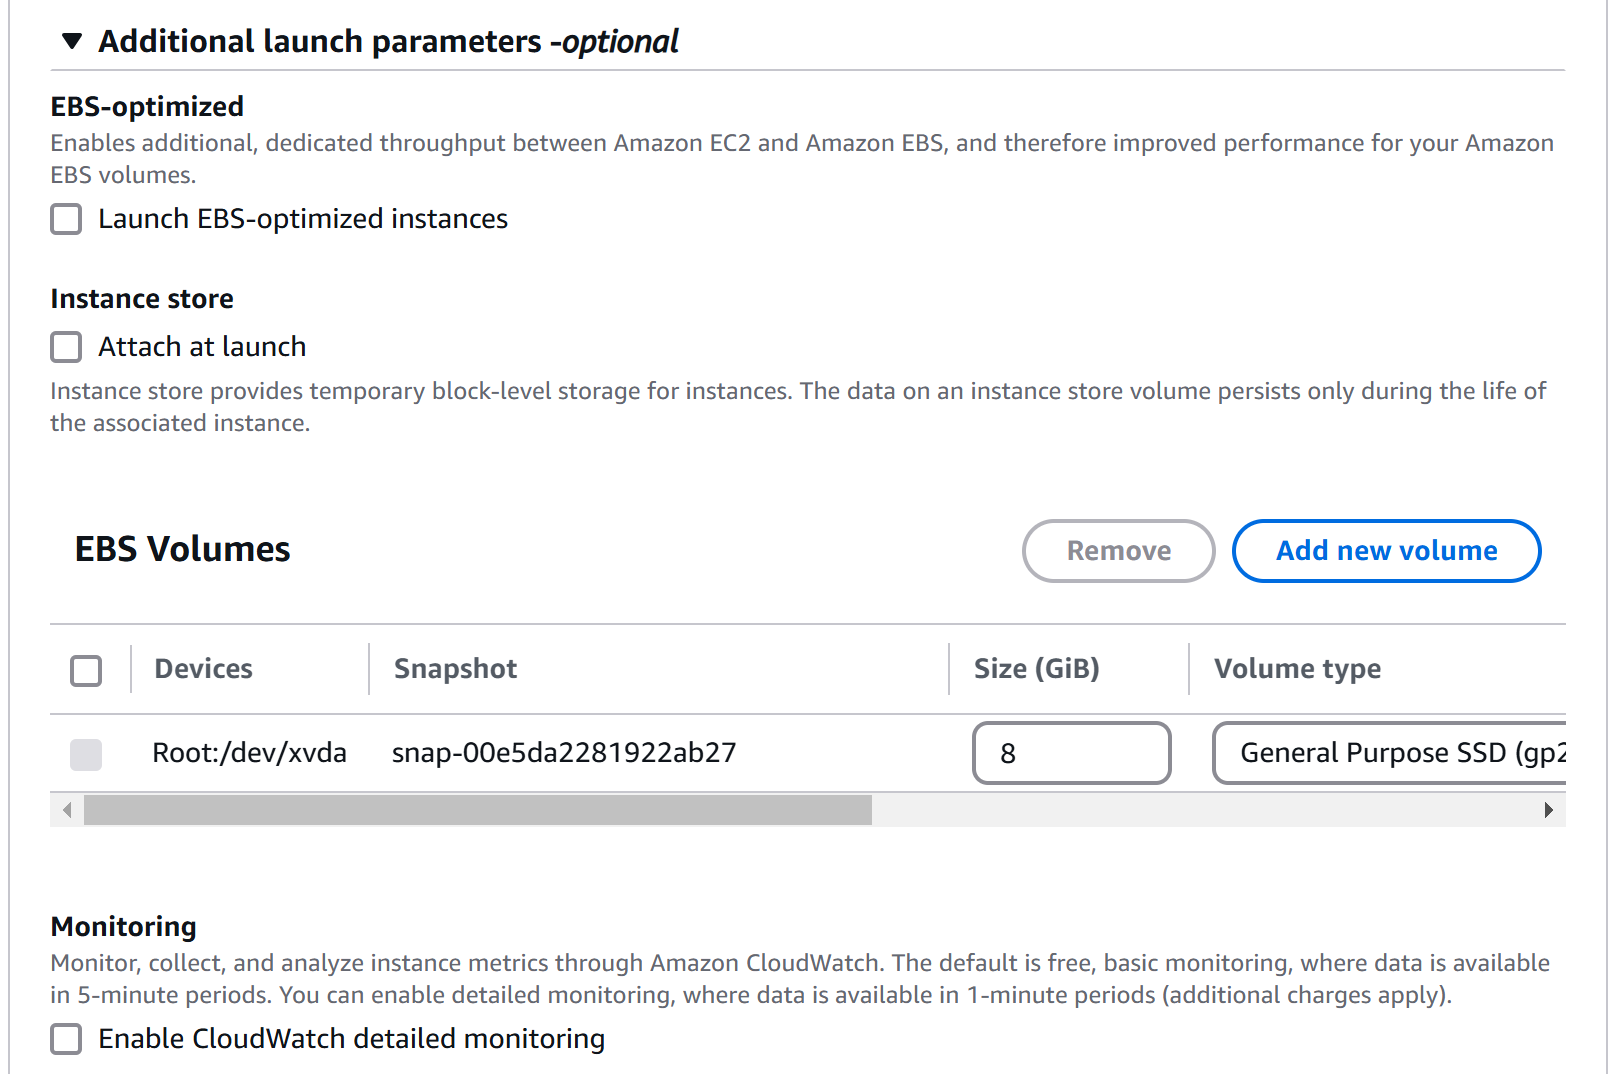 Additional launch parameters -optional
EBS-optimized
Enables additional, dedicated throughput between Amazon EC2 and Amazon EBS, and therefore improved performance for your Amazon
EBS volumes.
Launch EBS-optimized instances
Instance store
Attach at launch
Instance store provides temporary block-level storage for instances. The data on an instance store volume persists only during the life of
the associated instance.
EBS Volumes
Remove
Add new volume
Devices
Snapshot
Size (GiB)
Volume type
Root:/dev/xvda
snap-00e5da2281922ab27
8
General Purpose SSD (gp2
Monitoring
Monitor, collect, and analyze instance metrics through Amazon CloudWatch. The default is free, basic monitoring, where data is available
in 5-minute periods. You can enable detailed monitoring, where data is available in 1-minute periods (additional charges apply).
Enable CloudWatch detailed monitoring